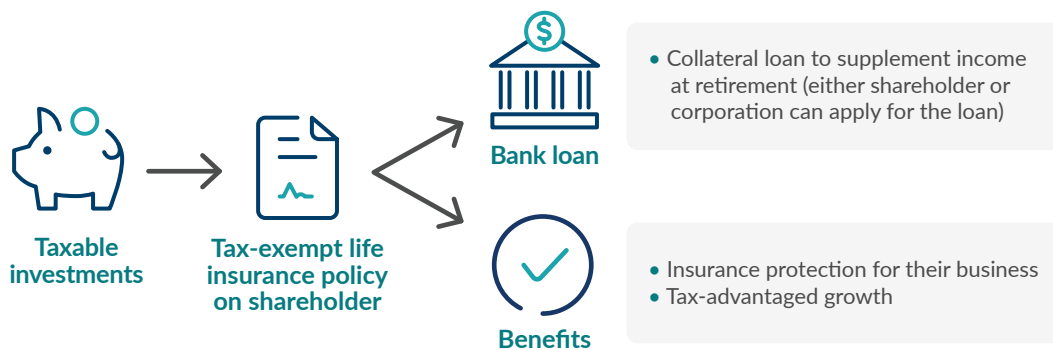 Taxable
investments
Tax-exempt life
insurance policy
on shareholder
$
Bank loan
• Collateral loan to supplement income
at retirement (either shareholder or
corporation can apply for the loan)
Benefits
• Insurance protection for their business
• Tax-advantaged growth